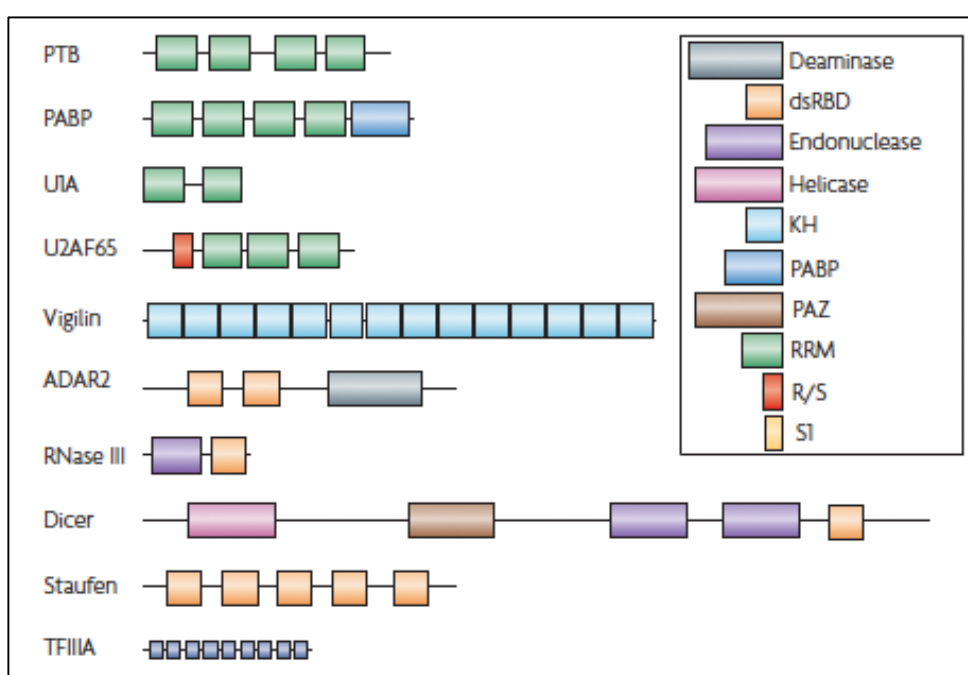 PTB
PABP
U1A
U2AF65
Vigilin
ADAR2
RNase III
Dicer
Staufen
TFIIIA
Deaminase
dsRBD
Endonuclease
Helicase
KH
PABP
PAZ
RRM
R/S
S1